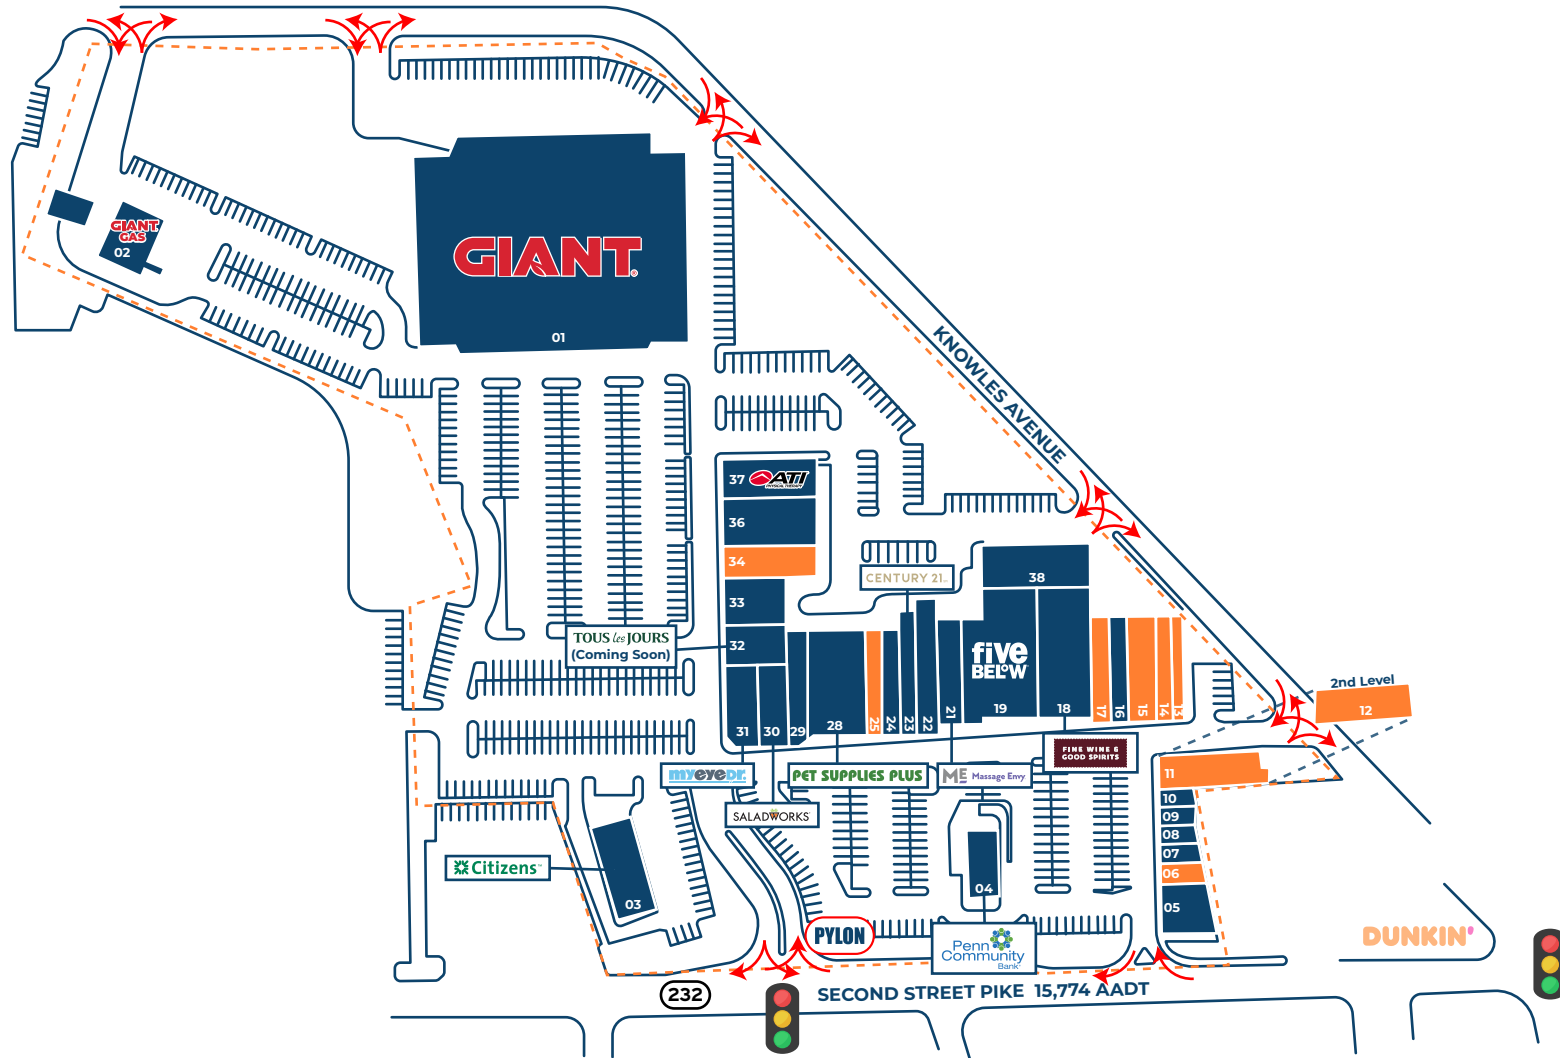 GIANT
GAS
02
GIANT
01
KNOWLES AVENUE
37 ATI
PHYSICAL THERAPY
36
34
33
32
TOUS les JOURS
(Coming Soon)
CENTURY 21
38
five
BEL°W
19
18
17
16
15
14
13
31
30
29
28
25
24
23
22
21
2nd Level
12
FINE WINE &
GOOD SPIRITS
myeyedr.
PET SUPPLIES PLUS
ME Massage Envy
SALADWORKS
11
10
09
08
07
06
05
Citizens
03
04
PYLON
Penn
Community
Bank
DUNKIN'
232
SECOND STREET PIKE 15,774 AADT